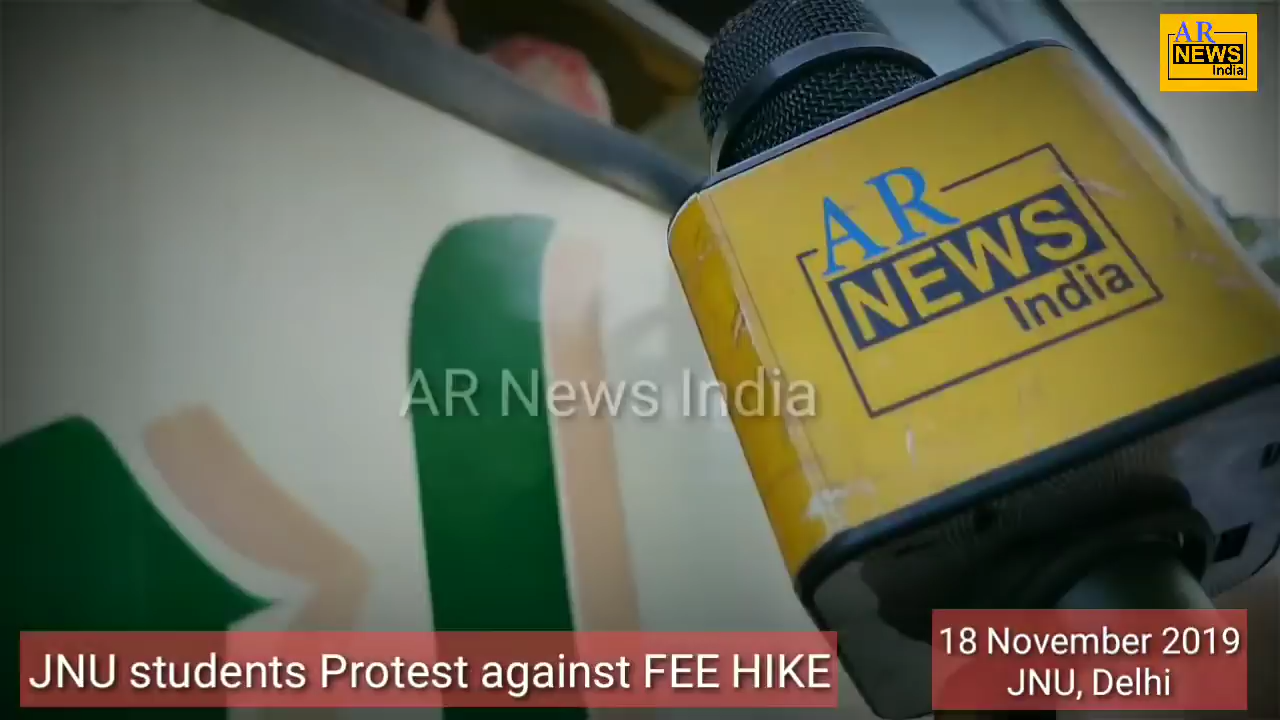 AR
NEWS
India
AR
NEWS
India
AR News India
JNU students Protest against FEE HIKE
18 November 2019
JNU, Delhi